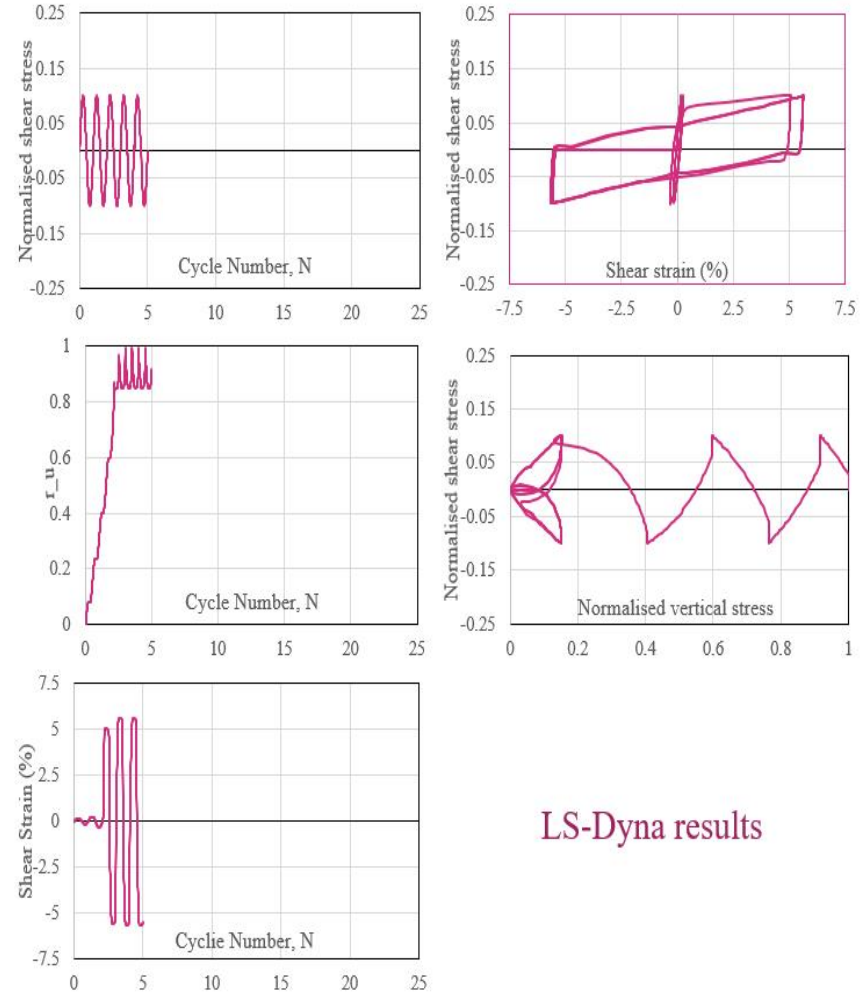 0.25
0.15
0.05
-0.05
-0.15
-0.25
Normalised shear stress
Cycle Number, N
0 5 10 15 20 25
0.25
0.15
0.05
-0.05
-0.15
-0.25
Normalised shear stress
Shear strain (%)
-7.5 -5 -2.5 0 2.5 5 7.5
1
0.8
0.6
0.4
0.2
0
r_u
Cycle Number, N
0 5 10 15 20 25
0.25
0.15
0.05
-0.05
-0.15
-0.25
Normalised shear stress
Normalised vertical stress
0 0.2 0.4 0.6 0.8 1
7.5
5
2.5
0
-2.5
-5
-7.5
Shear Strain (%)
Cyclie Number, N
0 5 10 15 20 25
LS-Dyna results